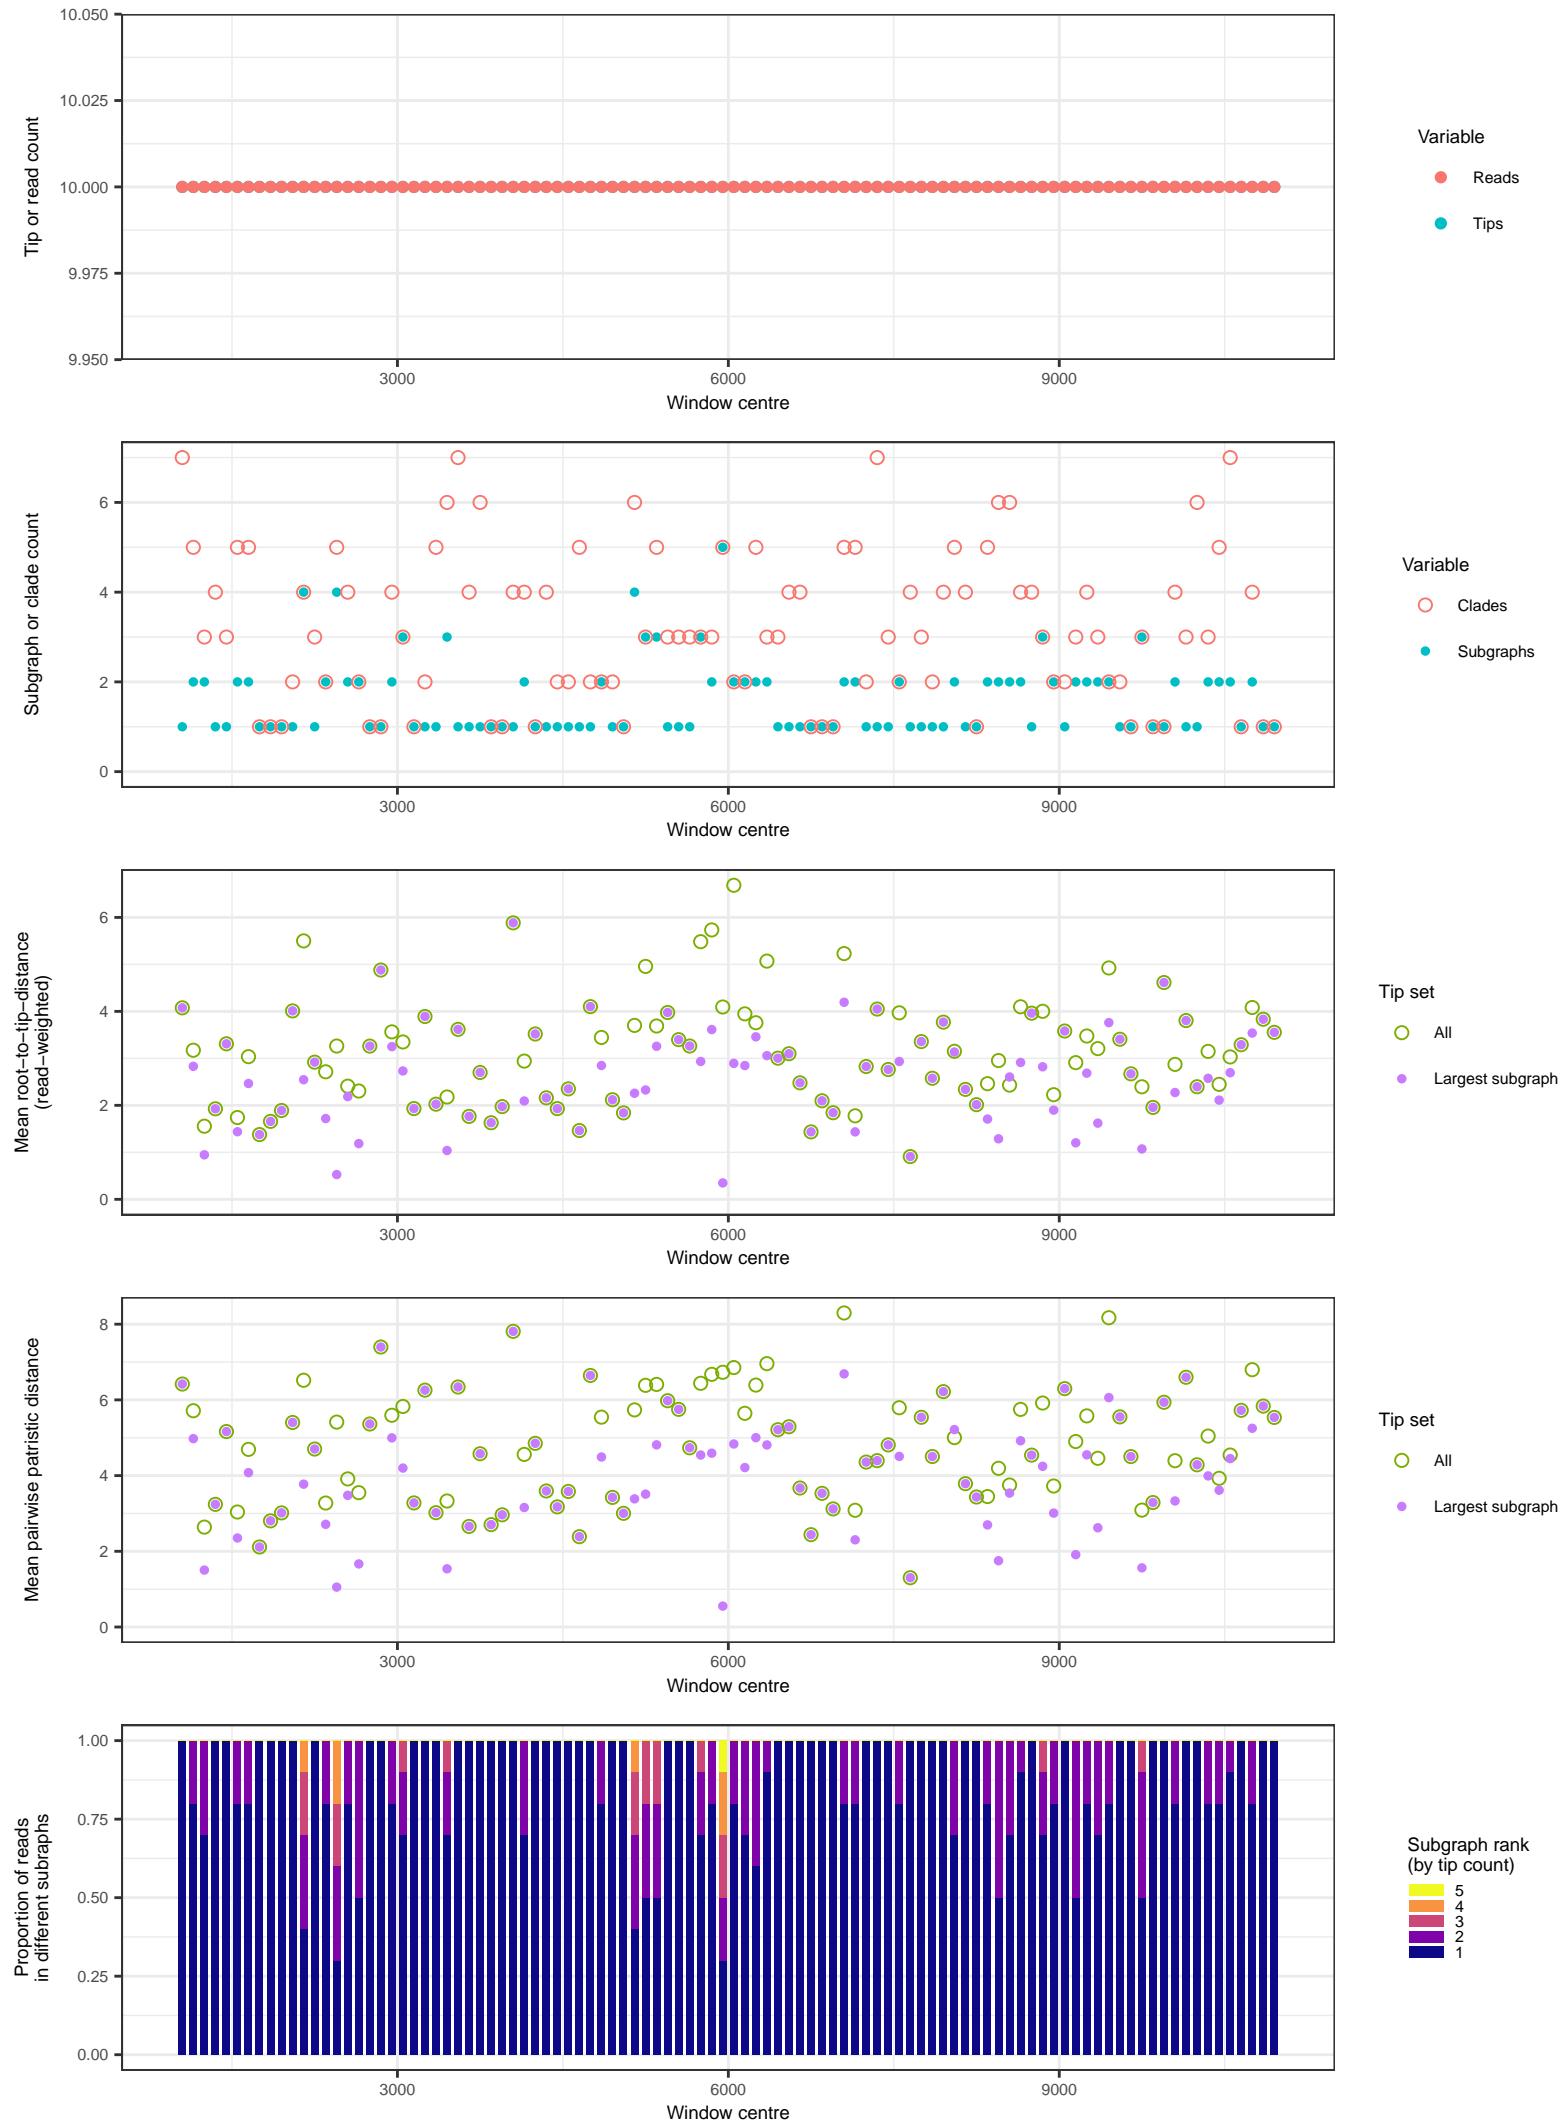 10.050
10.025
10.000
9.975
9.950
Tip or read count
3000
6000
9000
Window centre
Variable
Reads
Tips
6
4
2
0
Subgraph or clade count
3000
6000
9000
Window centre
Variable
Clades
Subgraphs
6
4
2
0
Mean root−to−tip−distance
(read−weighted)
3000
6000
9000
Window centre
Tip set
All
Largest subgraph
8
6
4
2
0
Mean pairwise patristic distance
3000
6000
9000
Window centre
Tip set
All
Largest subgraph
1.00
0.75
0.50
0.25
0.00
Proportion of reads
in different subraphs
3000
6000
9000
Window centre
Subgraph rank
(by tip count)
5
4
3
2
1